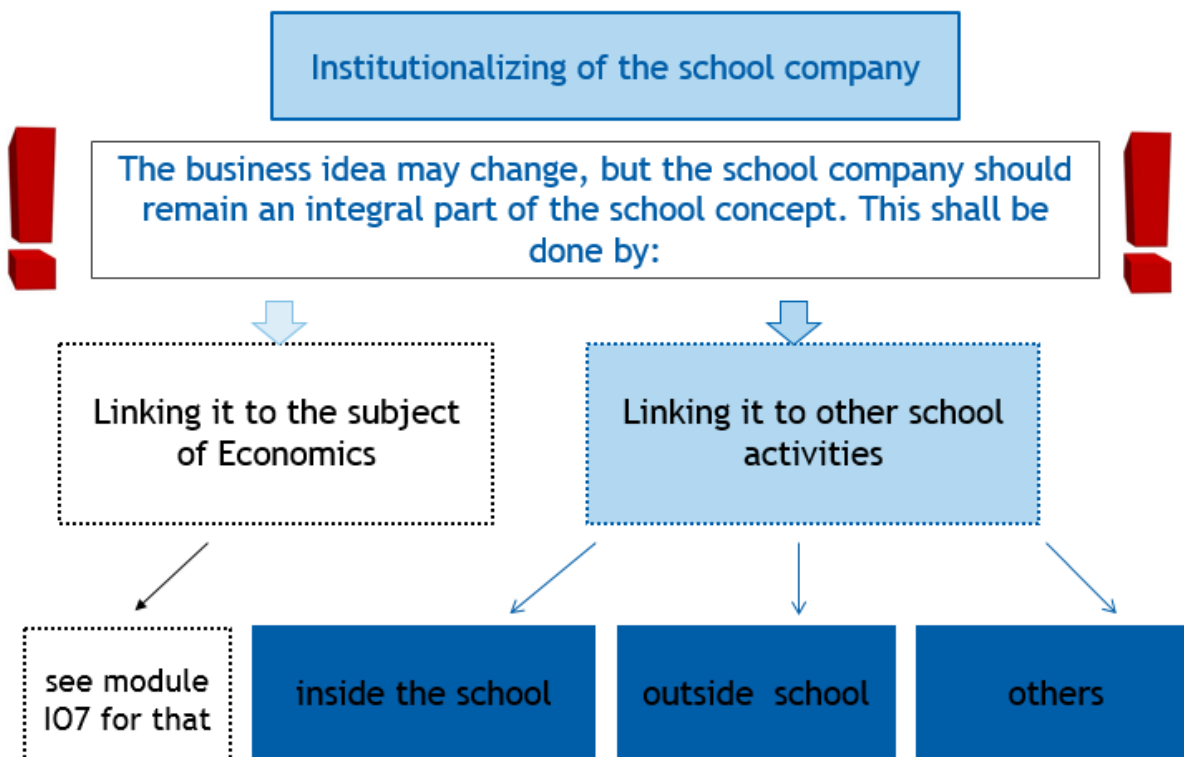 Institutionalizing of the school company
The business idea may change, but the school company should
remain an integral part of the school concept. This shall be
done by:
Linking it to the subject
of Economics
Linking it to other school
activities
see module
IO7 for that
inside the school
outside school
others